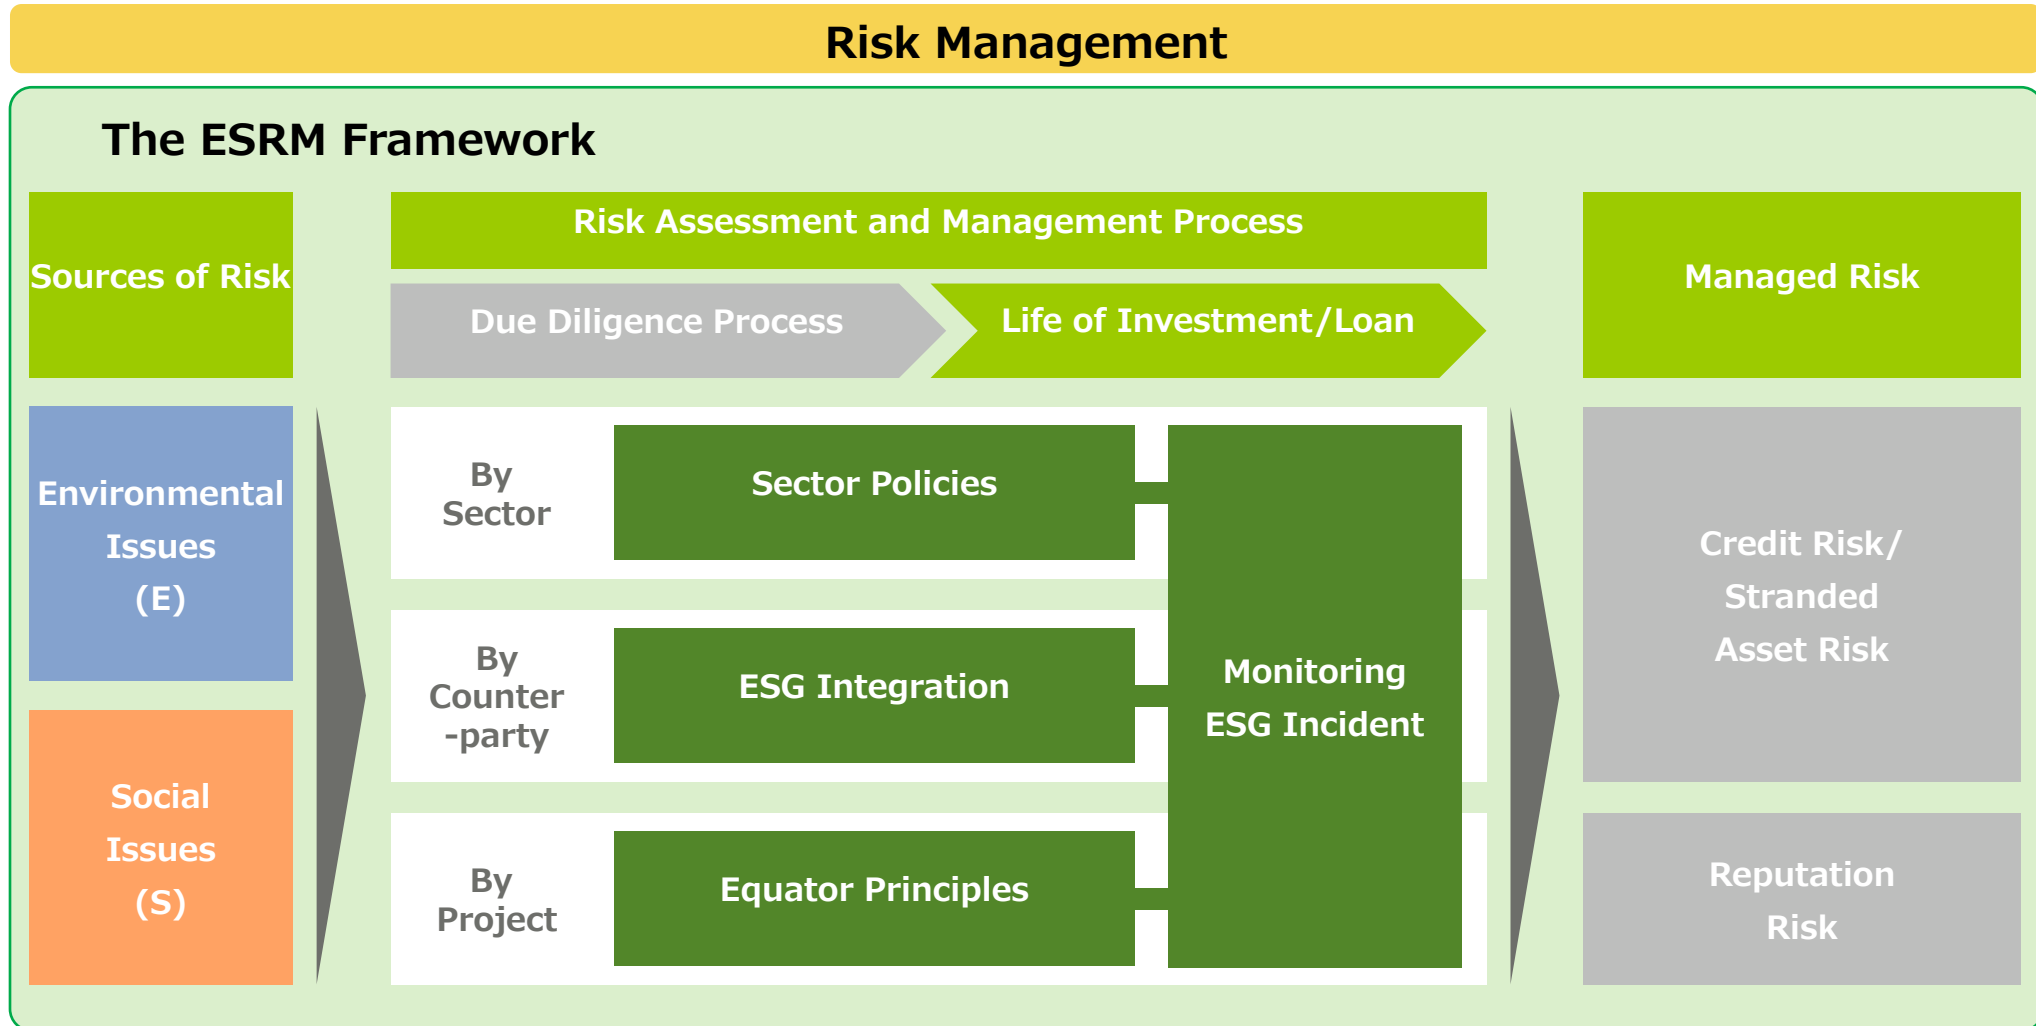 Risk Management
The ESRM Framework
Sources of Risk
Risk Assessment and Management Process
Due Diligence Process
Life of Investment/Loan
Managed Risk
Environmental
Issues
(E)
Social
Issues
(S)
By
Sector
Sector Policies
By
Counter
-party
ESG Integration
By
Project
Equator Principles
Monitoring
ESG Incident
Credit Risk/
Stranded
Asset Risk
Reputation
Risk